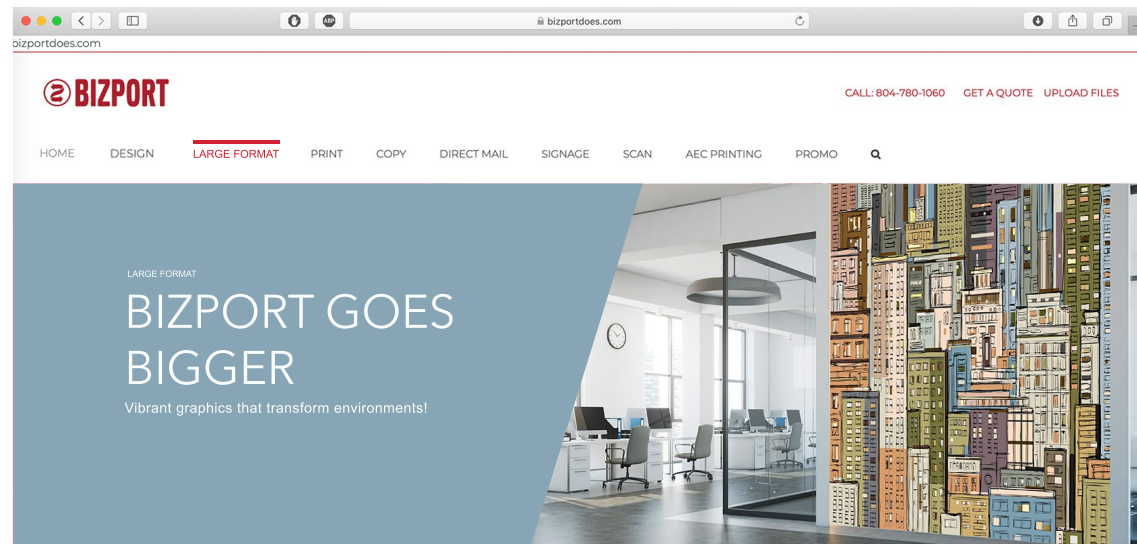 ABP
bizportdoes.com
bizportdoes.com
BIZPORT
CALL: 804-780-1060 GET A QUOTE UPLOAD FILES
HOME DESIGN LARGE FORMAT PRINT COPY DIRECT MAIL SIGNAGE SCAN AEC PRINTING PROMO
LARGE FORMAT
BIZPORT GOES
BIGGER
Vibrant graphics that transform environments!